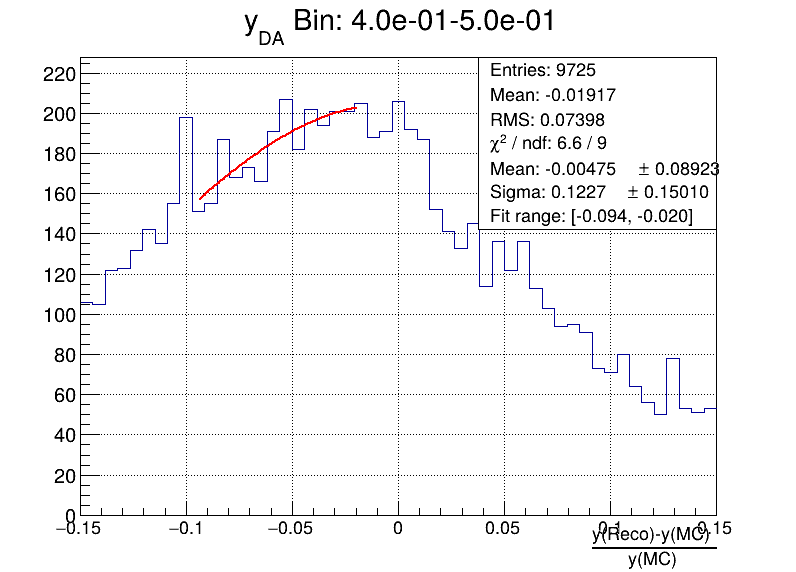 y_DA Bin: 4.0e-01-5.0e-01
Entries: 9725
Mean: -0.01917
RMS: 0.07398
χ² / ndf: 6.6 / 9
Mean: -0.00475 ± 0.08923
Sigma: 0.1227 ± 0.15010
Fit range: [-0.094, -0.020]
220
200
180
160
140
120
100
80
60
40
20
0
−0.15 −0.1 −0.05 0 0.05 0.1 0.15
y(Reco)-y(MC)
y(MC)